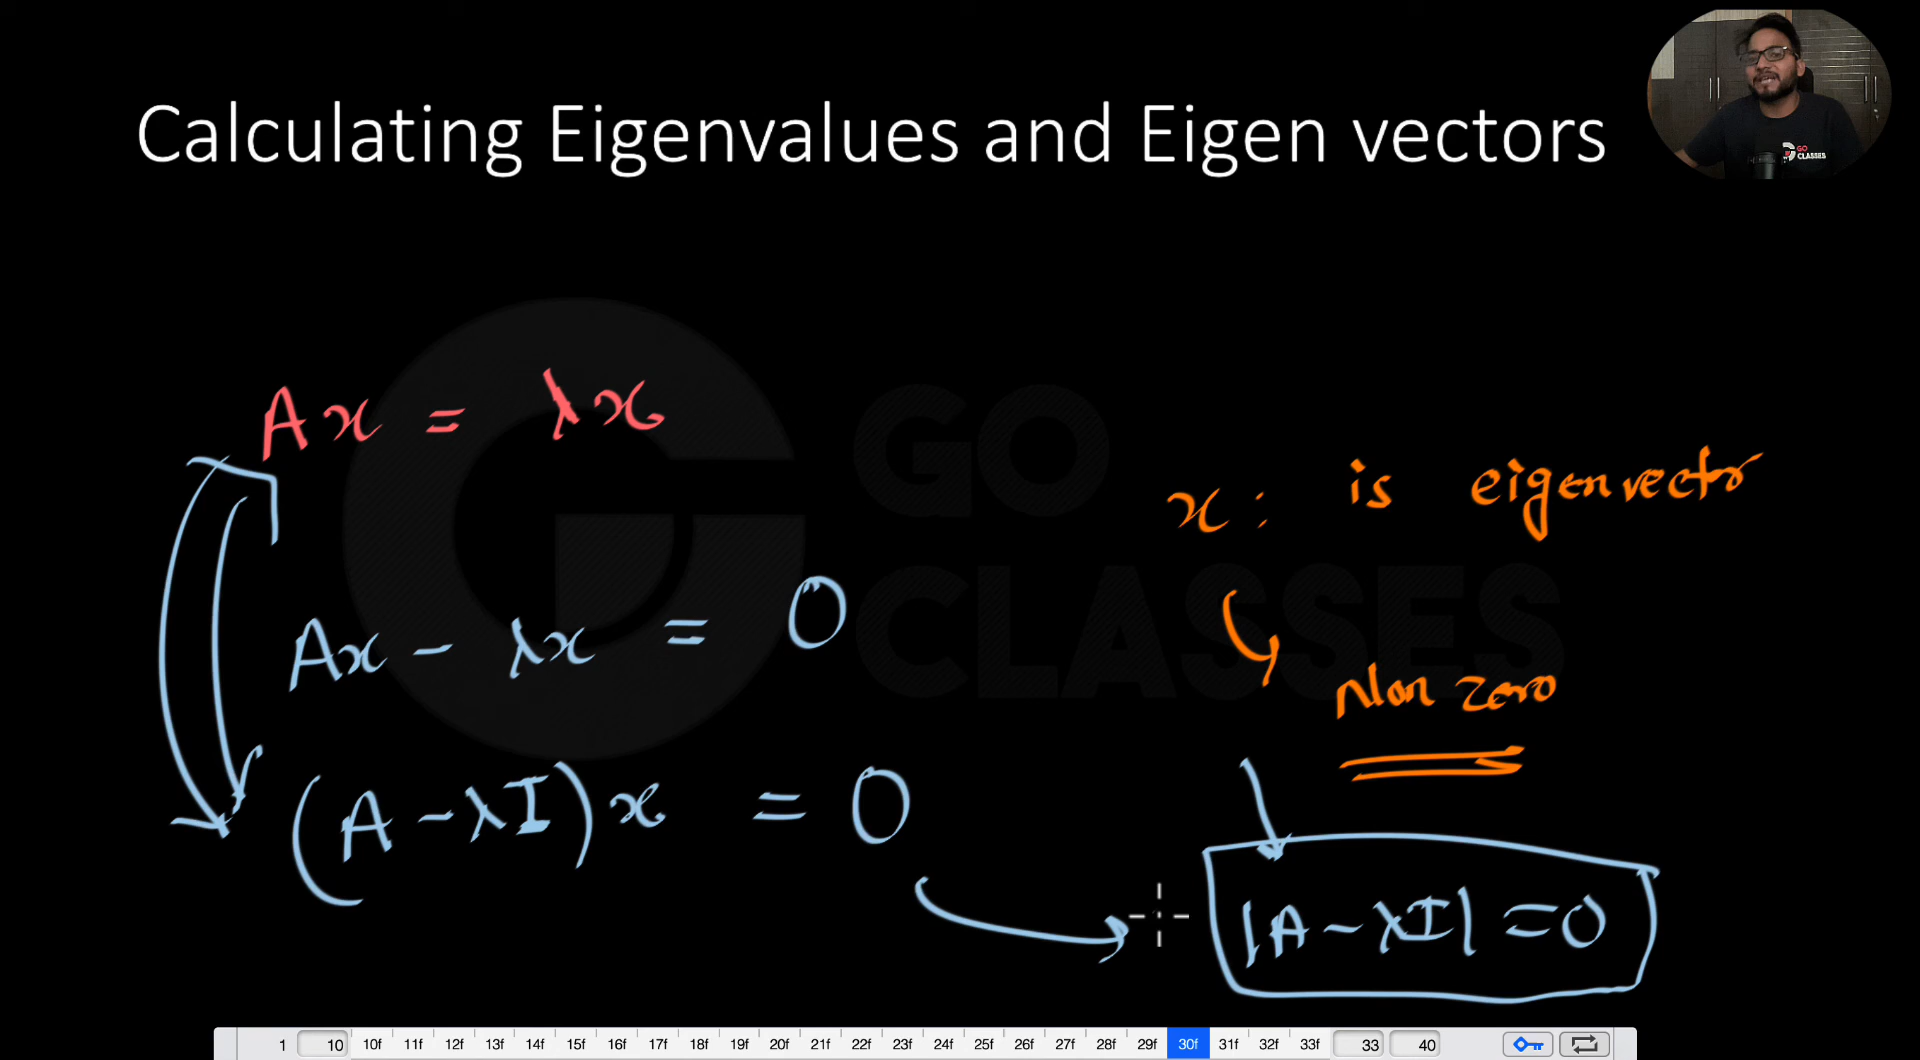 Calculating Eigenvalues and Eigen vectors
GO
CLASSES
Ax = λx
x : is eigenvector
GO
CLASSES
Ax - λx = 0
Non zero
(A - λI)x = 0
|A - λI| = 0
1 10 10f 11f 12f 13f 14f 15f 16f 17f 18f 19f 20f 21f 22f 23f 24f 25f 26f 27f 28f 29f 30f 31f 32f 33f 33 40